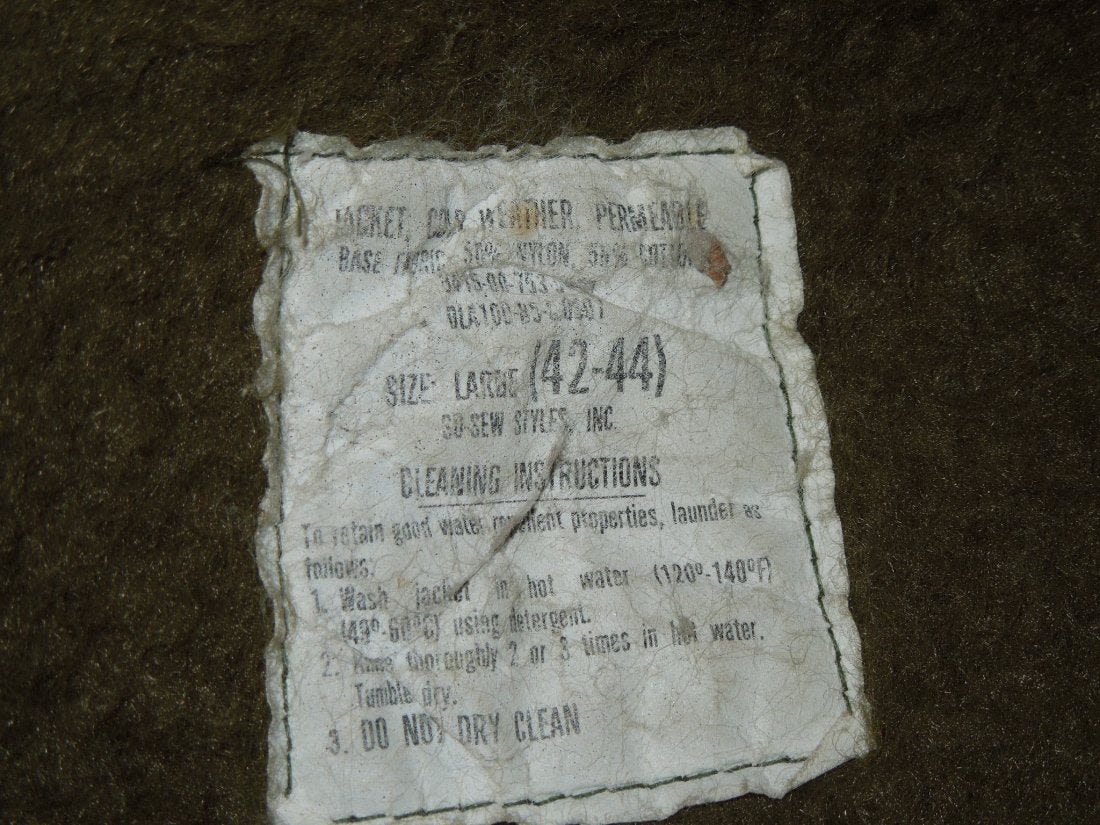 JACKET, WEATHER, PERMEABLE
BASE FABRIC, 50% NYLON, 50% COTTON
SIZE: LARGE (42-44)
SO-SEW STYLES, INC.
CLEANING INSTRUCTIONS
To retain good water repellent properties, launder as
follows:
1. Wash jacket in hot water (120°-140°F)
(49°-60°C) using detergent.
2. thoroughly 2 or 3 times in hot water.
Tumble dry.
3. DO NOT DRY CLEAN